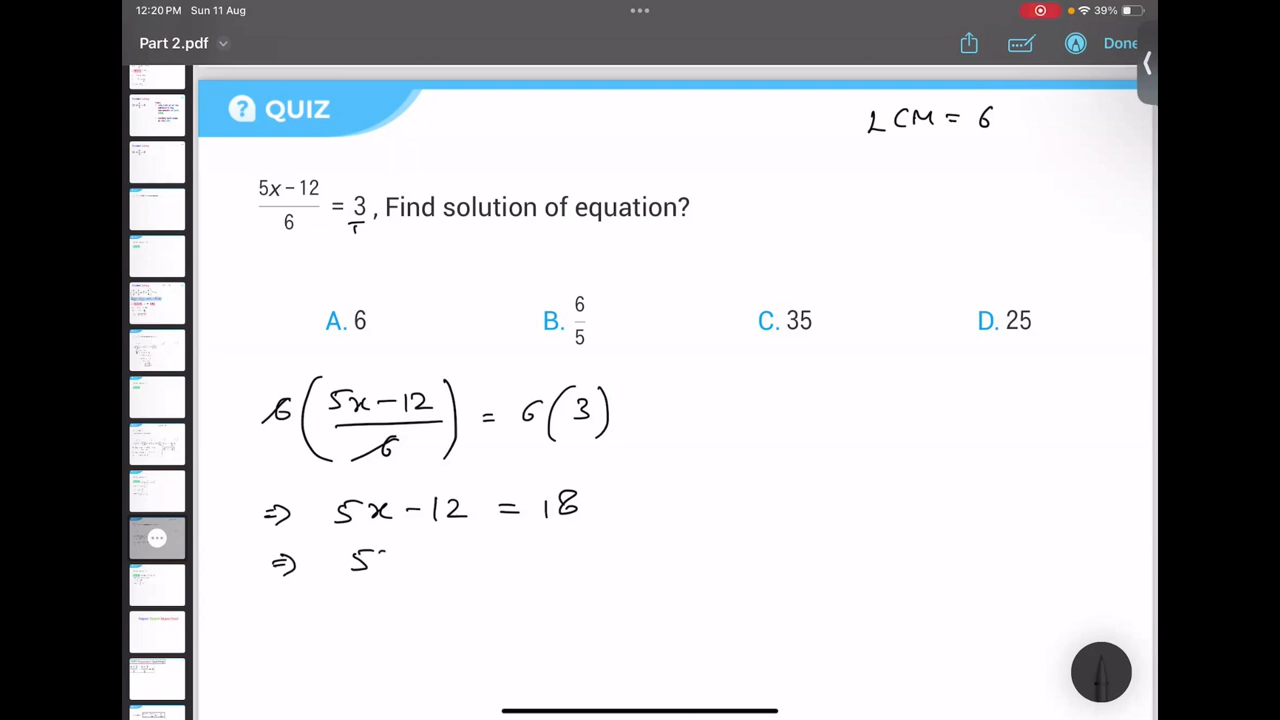 12:20 PM Sun 11 Aug
39%
Part 2.pdf
Done
? QUIZ
LCM = 6
5x − 12
6
= 3 , Find solution of equation?
1
A. 6
B. 6
5
C. 35
D. 25
6 ( 5x − 12 ) = 6 ( 3 )
6
⇒ 5x − 12 = 18
⇒ 5